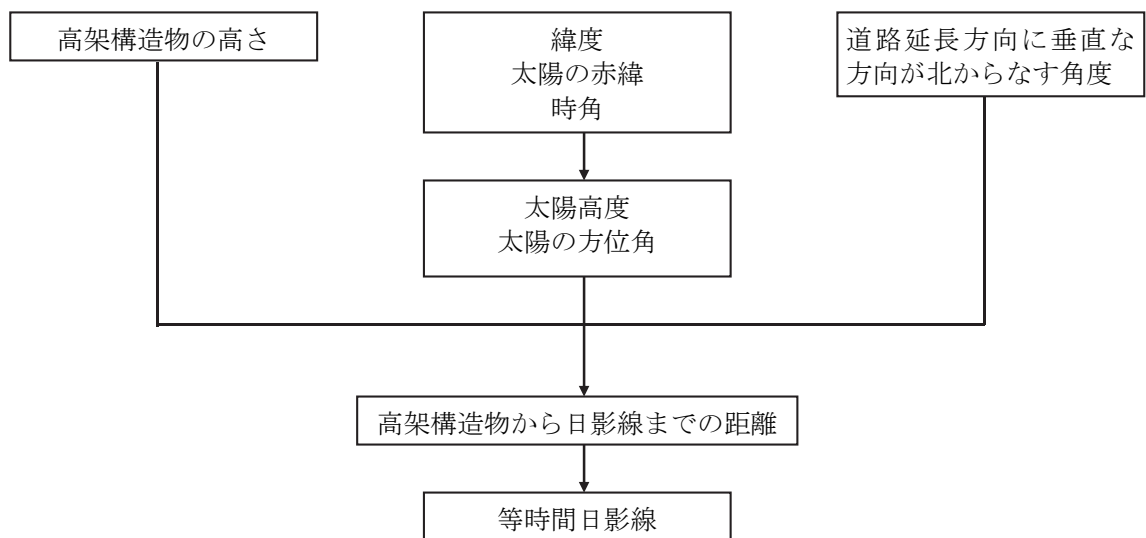 高架構造物の高さ
緯度
太陽の赤緯
時角
道路延長方向に垂直な
方向が北からなす角度
太陽高度
太陽の方位角
高架構造物から日影線までの距離
等時間日影線